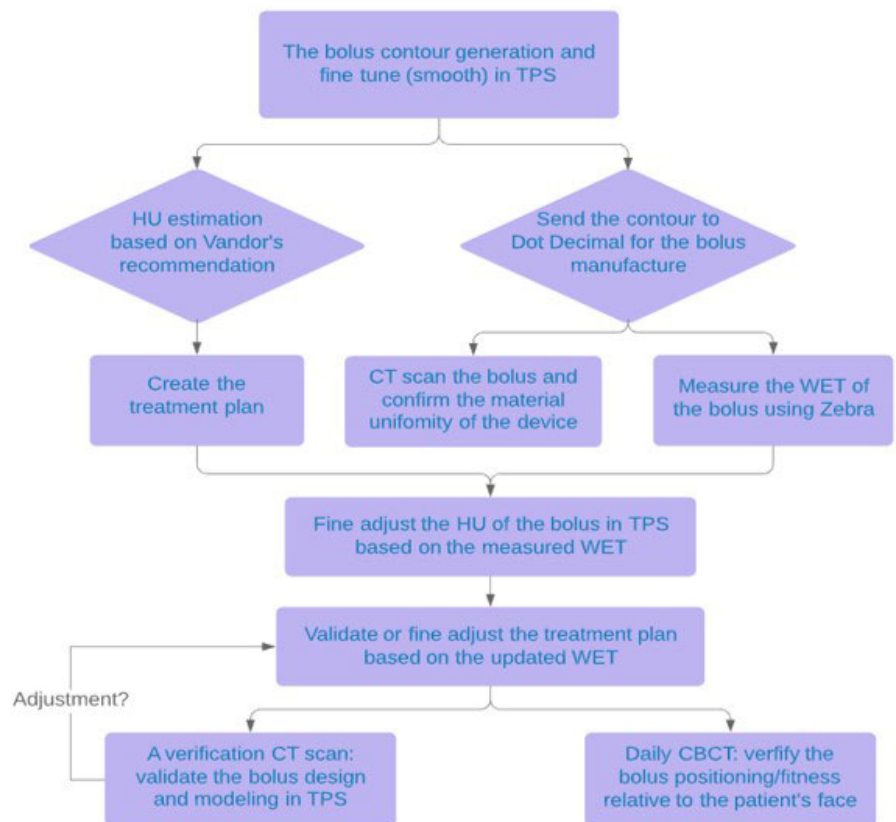 The bolus contour generation and
fine tune (smooth) in TPS
HU estimation
based on Vandor's
recommendation
Send the contour to
Dot Decimal for the bolus
manufacture
Create the
treatment plan
CT scan the bolus and
confirm the material
unifomity of the device
Measure the WET of
the bolus using Zebra
Fine adjust the HU of the bolus in TPS
based on the measured WET
Validate or fine adjust the treatment plan
based on the updated WET
Adjustment?
A verification CT scan:
validate the bolus design
and modeling in TPS
Daily CBCT: verfify the
bolus positioning/fitness
relative to the patient's face